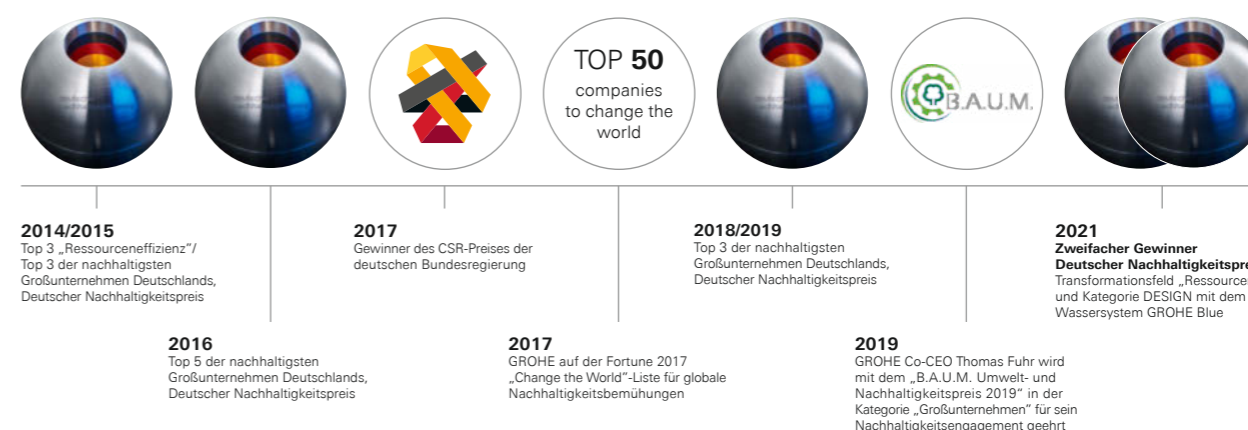 TOP 50
companies
to change the
world
B.A.U.M.
2014/2015
Top 3 „Ressourceneffizienz"/
Top 3 der nachhaltigsten
Großunternehmen Deutschlands,
Deutscher Nachhaltigkeitspreis
2016
Top 5 der nachhaltigsten
Großunternehmen Deutschlands,
Deutscher Nachhaltigkeitspreis
2017
Gewinner des CSR-Preises der
deutschen Bundesregierung
2017
GROHE auf der Fortune 2017
„Change the World"-Liste für globale
Nachhaltigkeitsbemühungen
2018/2019
Top 3 der nachhaltigsten
Großunternehmen Deutschlands,
Deutscher Nachhaltigkeitspreis
2019
GROHE Co-CEO Thomas Fuhr wird
mit dem „B.A.U.M. Umwelt- und
Nachhaltigkeitspreis 2019" in der
Kategorie „Großunternehmen" für sein
Nachhaltigkeitsengagement geehrt
2021
Zweifacher Gewinner
Deutscher
Transformationsfeld
und Kategorie DESIGN mit dem
Wassersystem GROHE Blue